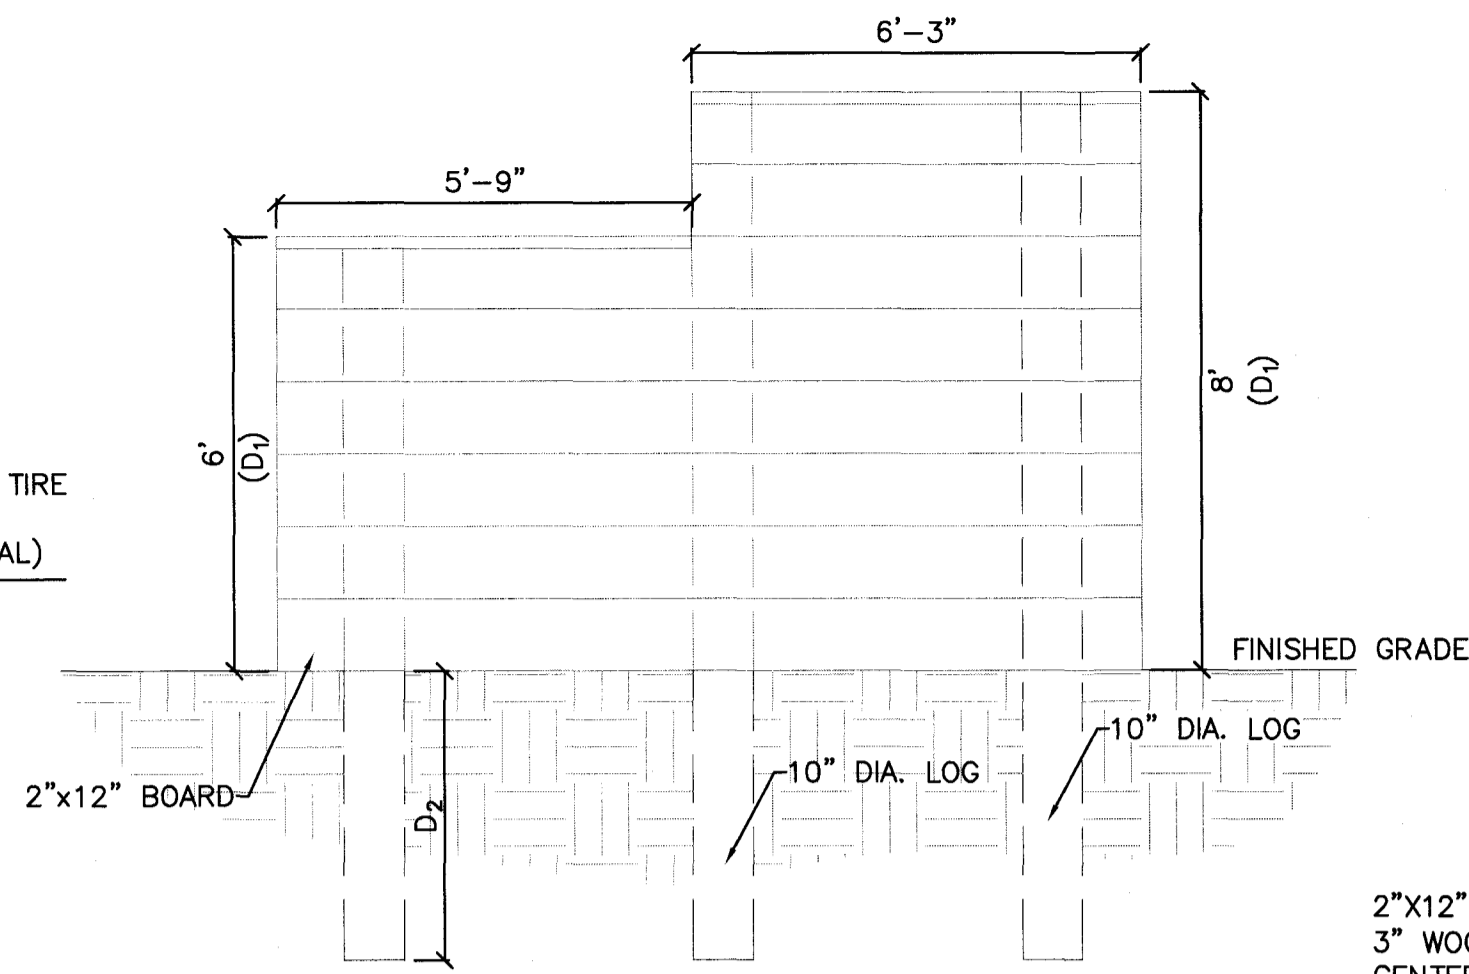 6'-3"
5'-9"
6'
(D1)
8'
(D1)
TIRE
AL)
FINISHED GRADE
10" DIA. LOG
10" DIA. LOG
2"x12" BOARD
D2
2"X12"
3" WOO
CENTER